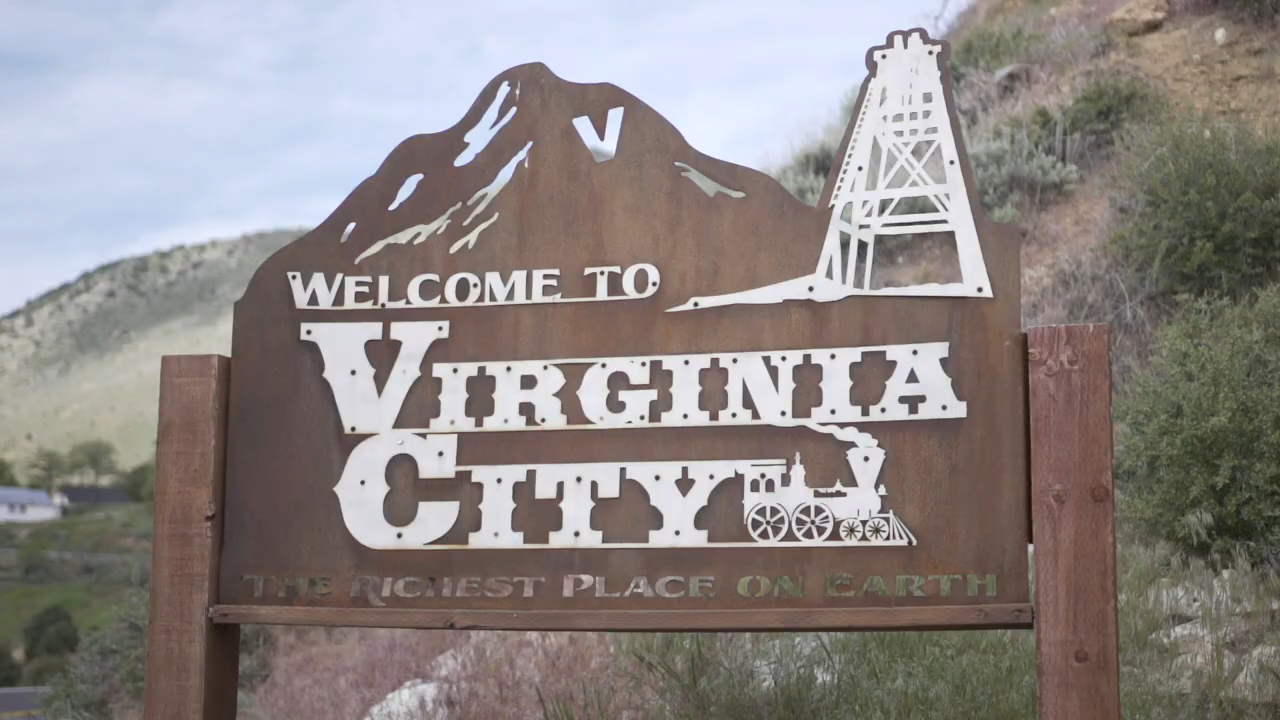 V
WELCOME TO
VIRGINIA
CITY
THE RICHEST PLACE ON EARTH